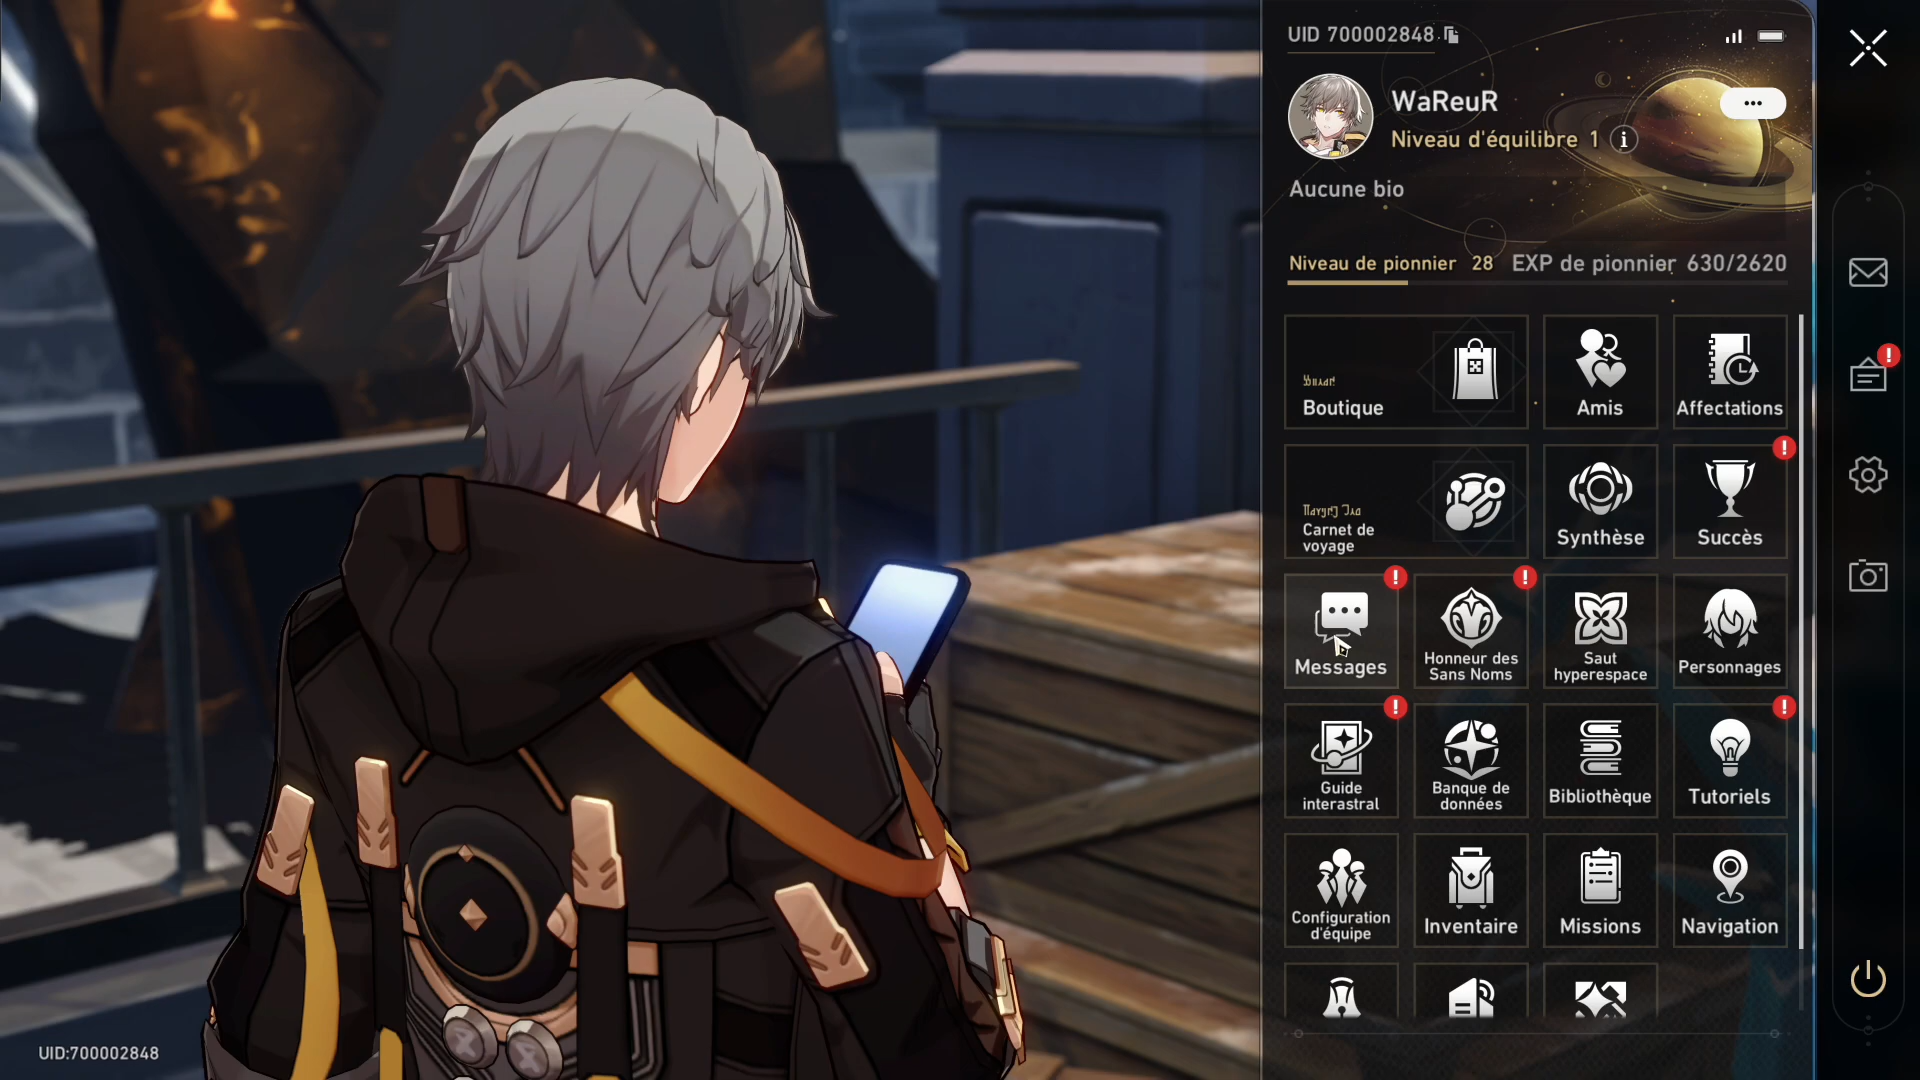 UID 700002848
WaReuR
Niveau d'équilibre 1
Aucune bio
Niveau de pionnier 28 EXP de pionnier 630/2620
Boutique
Amis
Affectations
Carnet de
voyage
Synthèse
Succès
Messages
Honneur des
Sans Noms
Saut
hyperespace
Personnages
Guide
interastral
Banque de
données
Bibliothèque
Tutoriels
Configuration
d'équipe
Inventaire
Missions
Navigation
UID:700002848